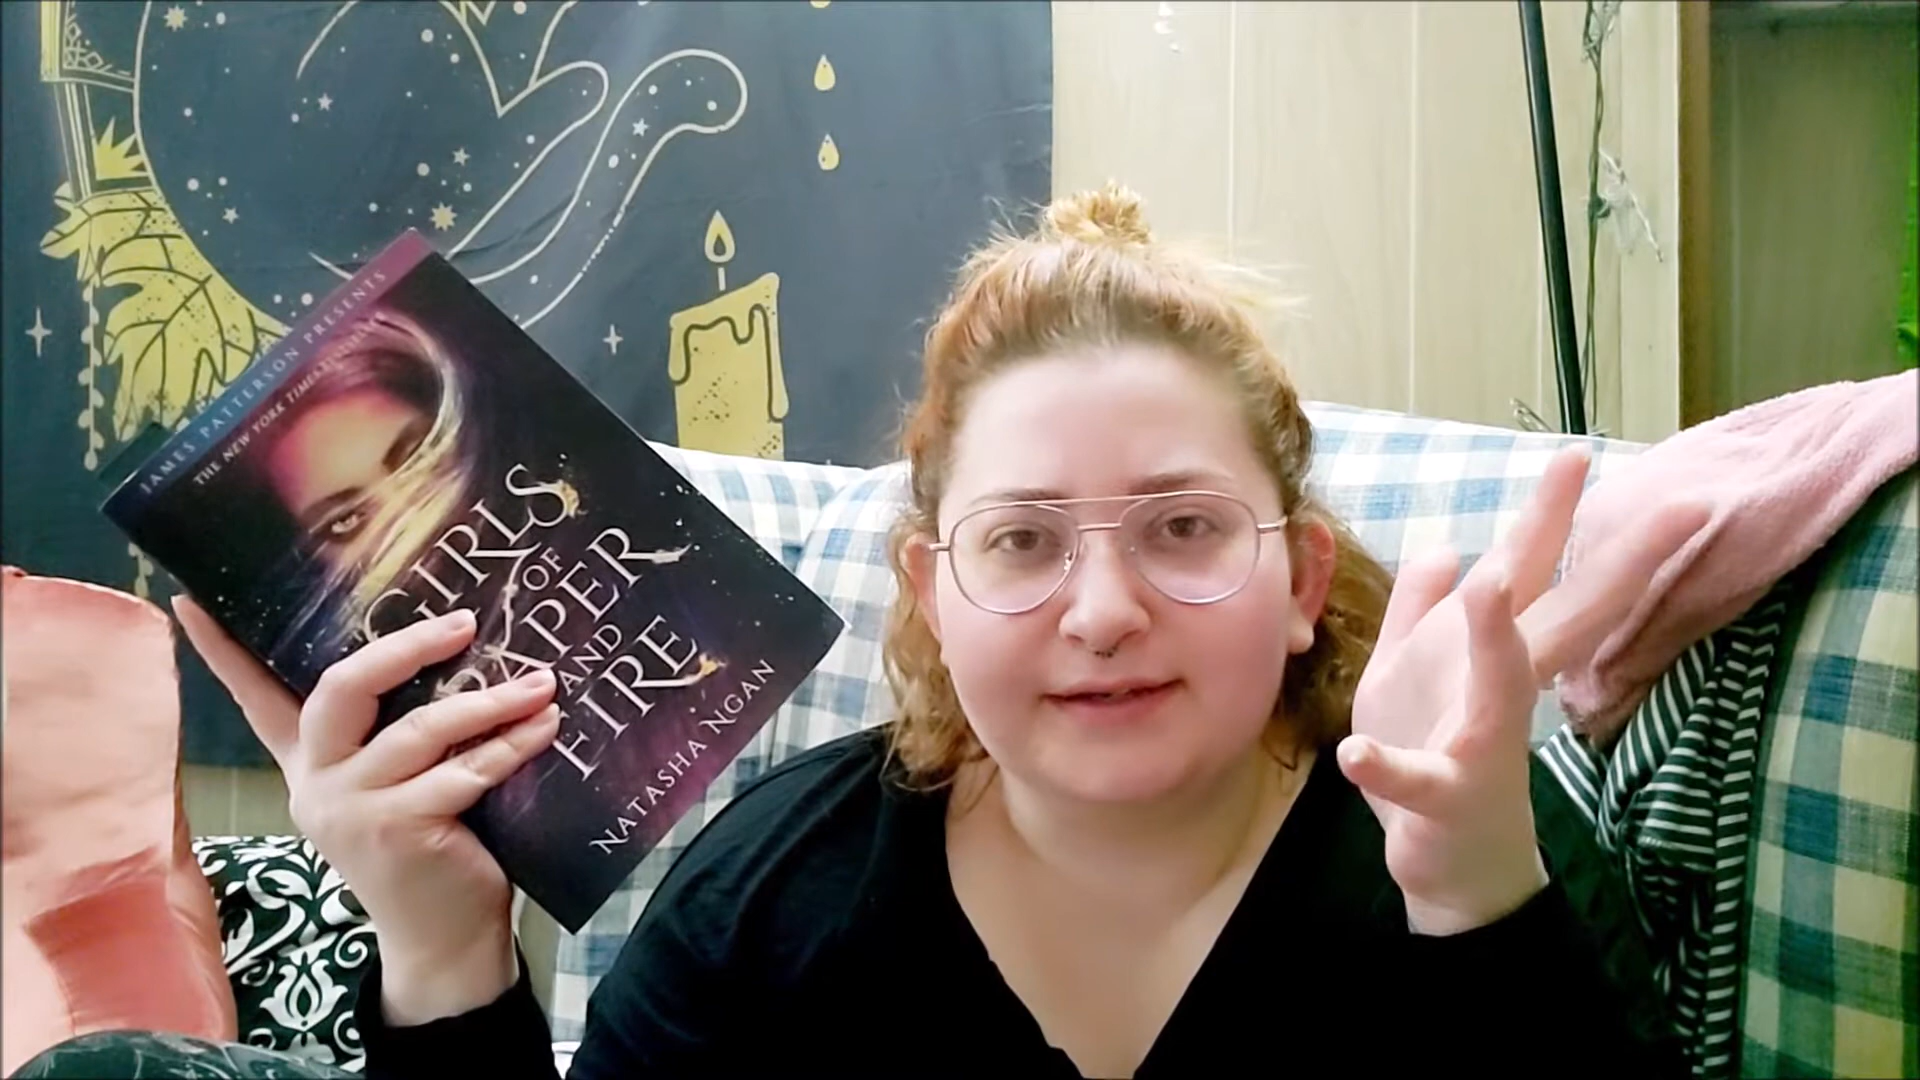 JAMES PATTERSON PRESENTS
THE NEW YORK TIMES
GIRLS
OF
PAPER
AND
FIRE
NATASHA NGAN